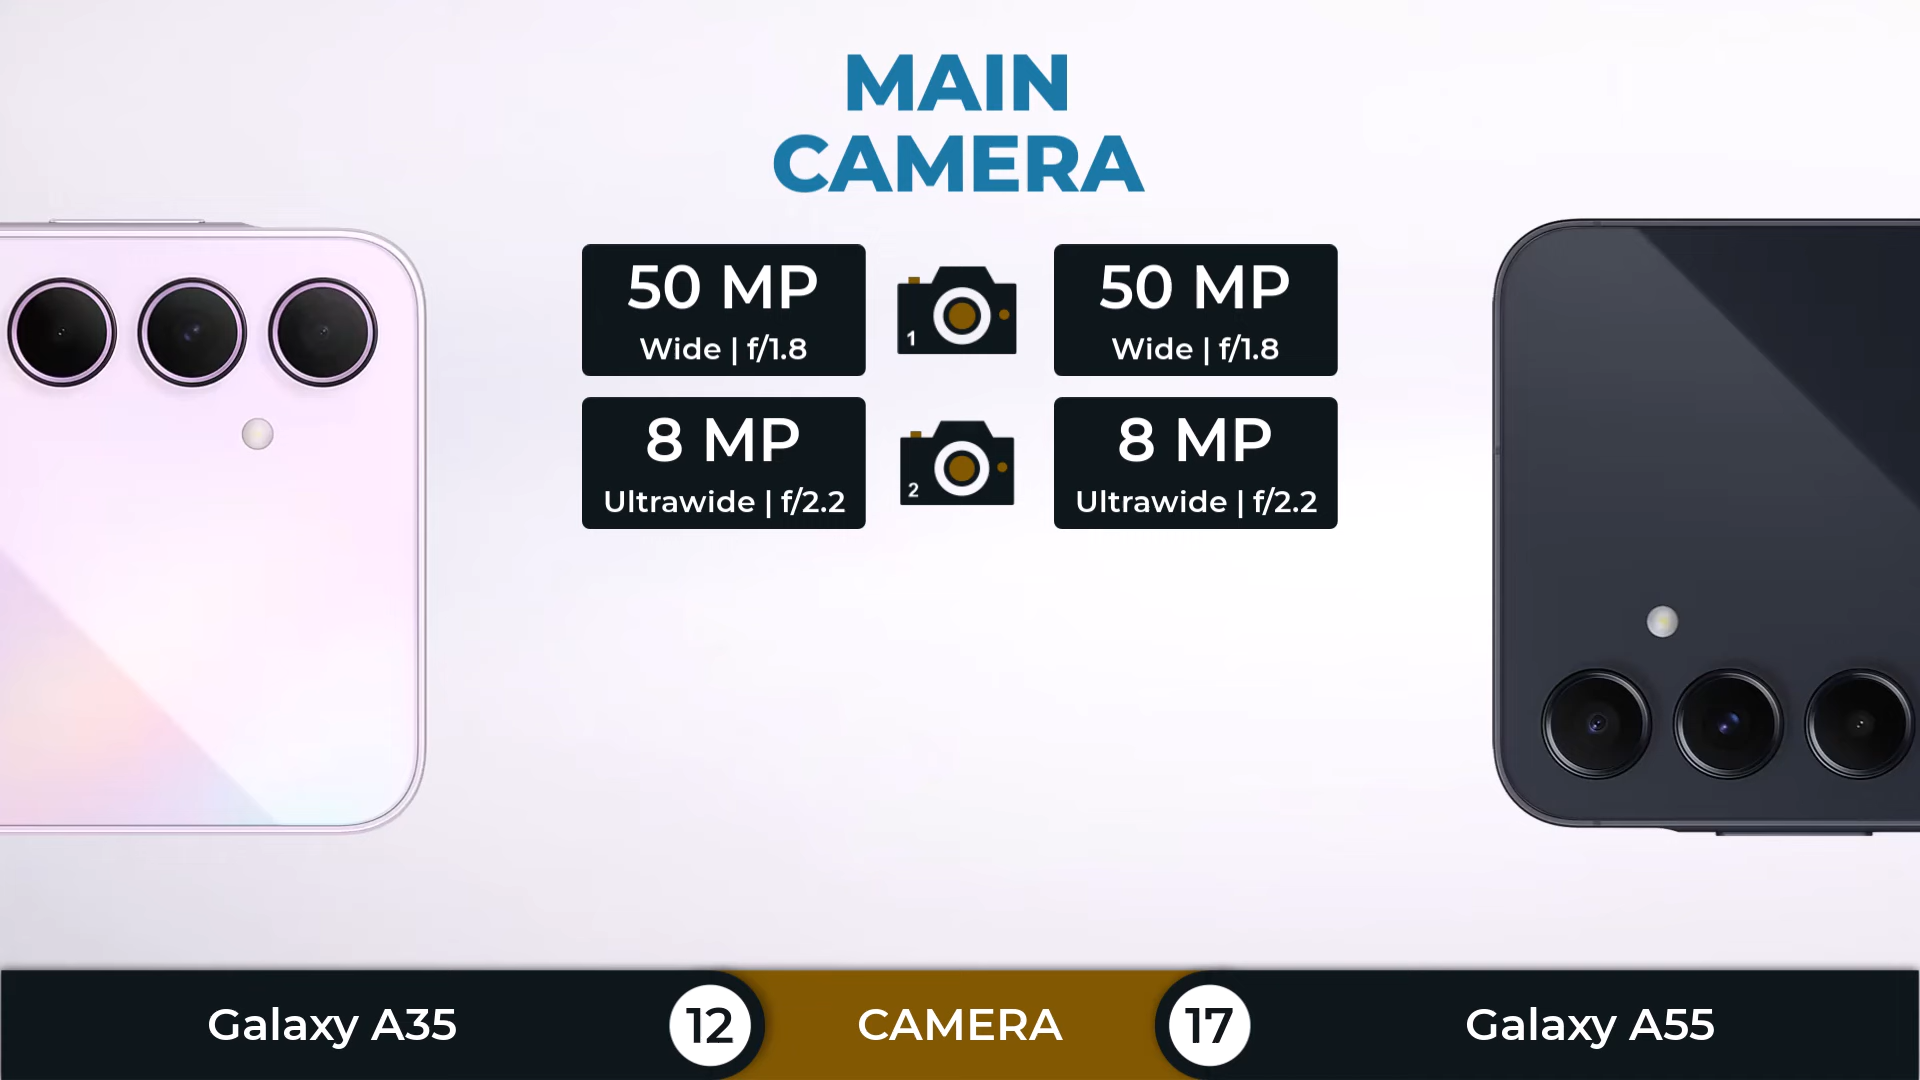 MAIN
CAMERA
50 MP
Wide | f/1.8
1
50 MP
Wide | f/1.8
8 MP
Ultrawide | f/2.2
2
8 MP
Ultrawide | f/2.2
Galaxy A35
12
CAMERA
17
Galaxy A55